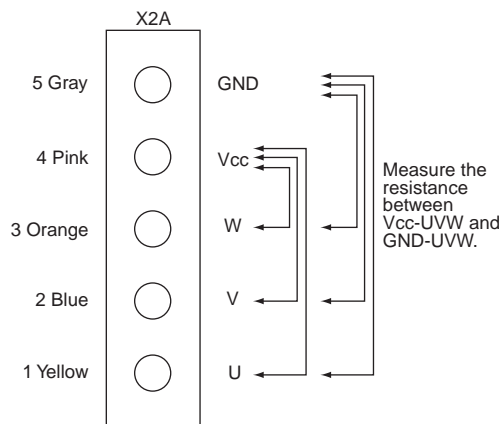 X2A
5 Gray GND
4 Pink Vcc
3 Orange W
2 Blue V
1 Yellow U
Measure the
resistance
between
Vcc-UVW and
GND-UVW.